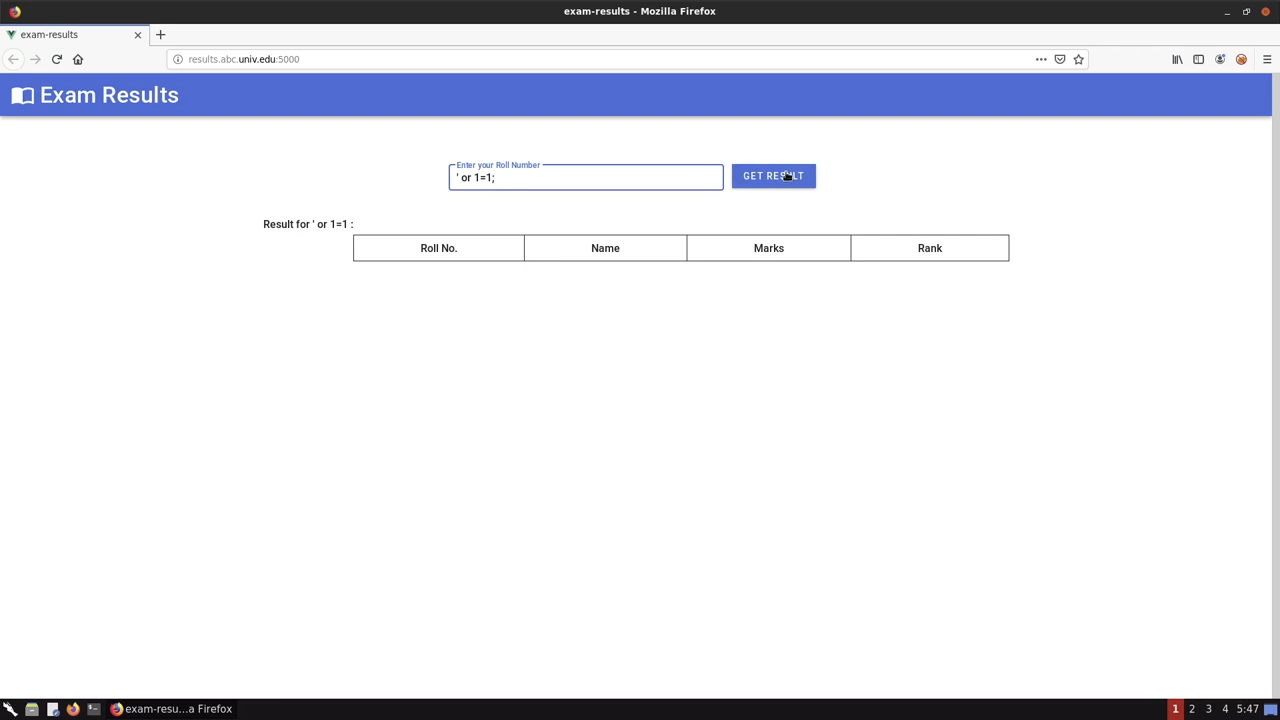 exam-results - Mozilla Firefox
exam-results
results.abc.univ.edu:5000
Exam Results
Enter your Roll Number
' or 1=1;
GET RESULT
Result for ' or 1=1 :
Roll No. Name Marks Rank
exam-resu...a Firefox
1 2 3 4 5:47